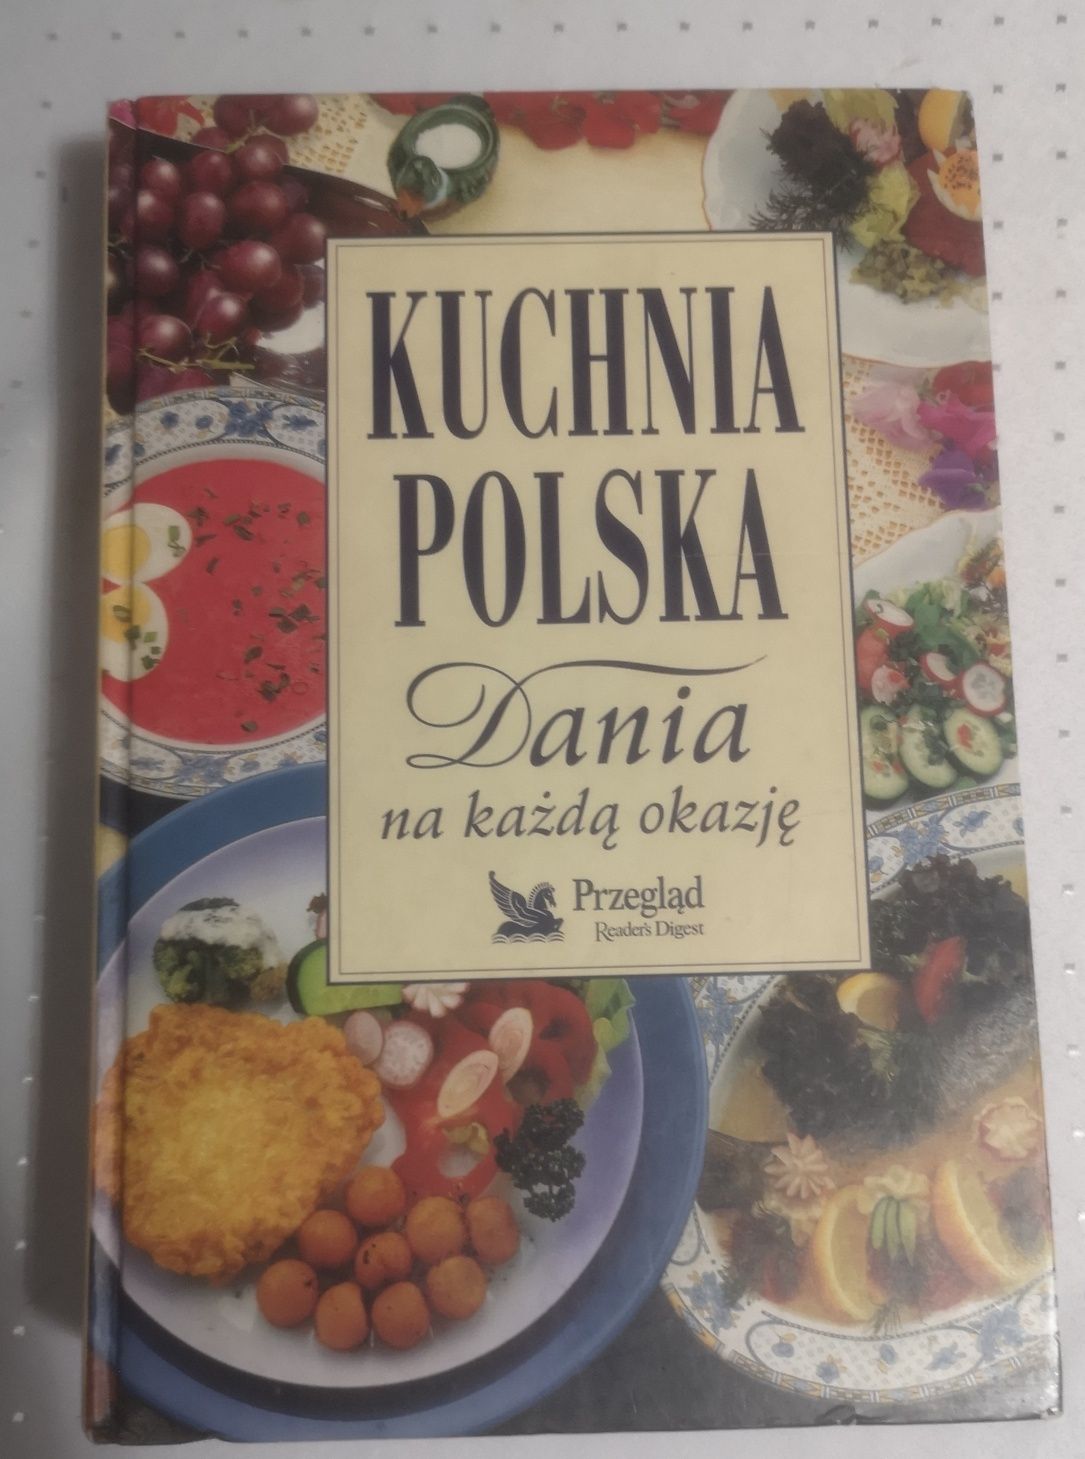 KUCHNIA
POLSKA
Dania
na każdą okazję
Przegląd
Reader's Digest